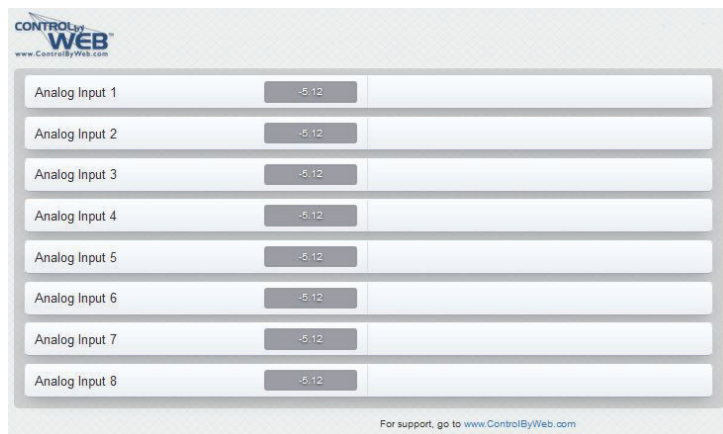 CONTROL by
WEB™
www.ControlByWeb.com
Analog Input 1 -5.12
Analog Input 2 -5.12
Analog Input 3 -5.12
Analog Input 4 -5.12
Analog Input 5 -5.12
Analog Input 6 -5.12
Analog Input 7 -5.12
Analog Input 8 -5.12
For support, go to www.ControlByWeb.com